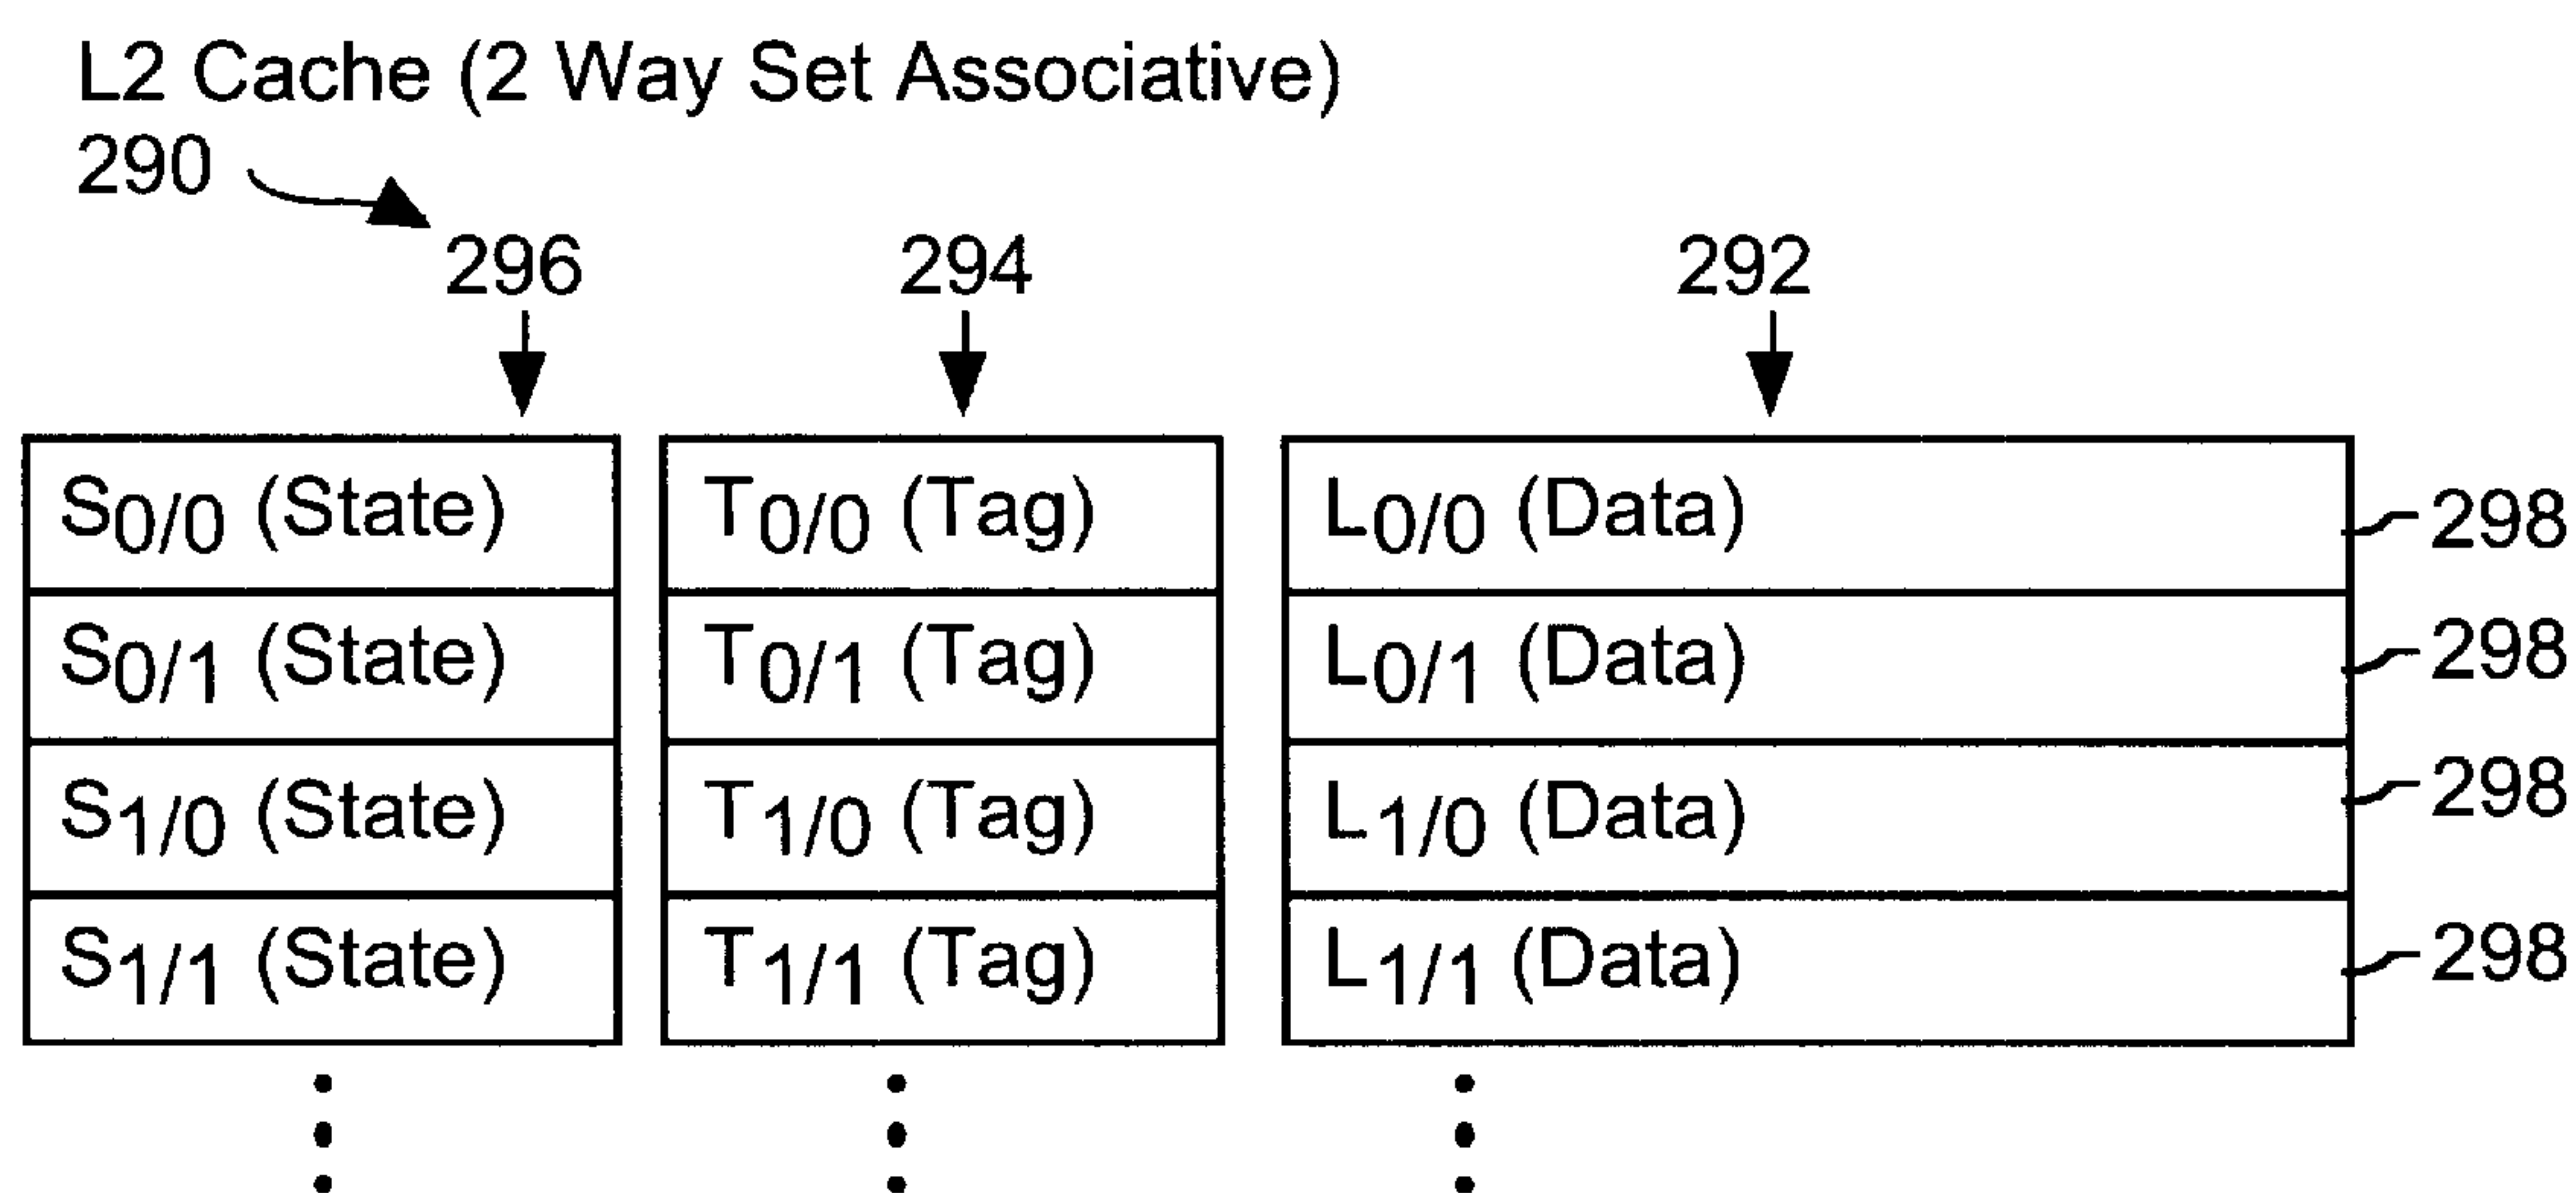 L2 Cache (2 Way Set Associative)
290
296 294 292
S0/0 (State) T0/0 (Tag) L0/0 (Data) 298
S0/1 (State) T0/1 (Tag) L0/1 (Data) 298
S1/0 (State) T1/0 (Tag) L1/0 (Data) 298
S1/1 (State) T1/1 (Tag) L1/1 (Data) 298